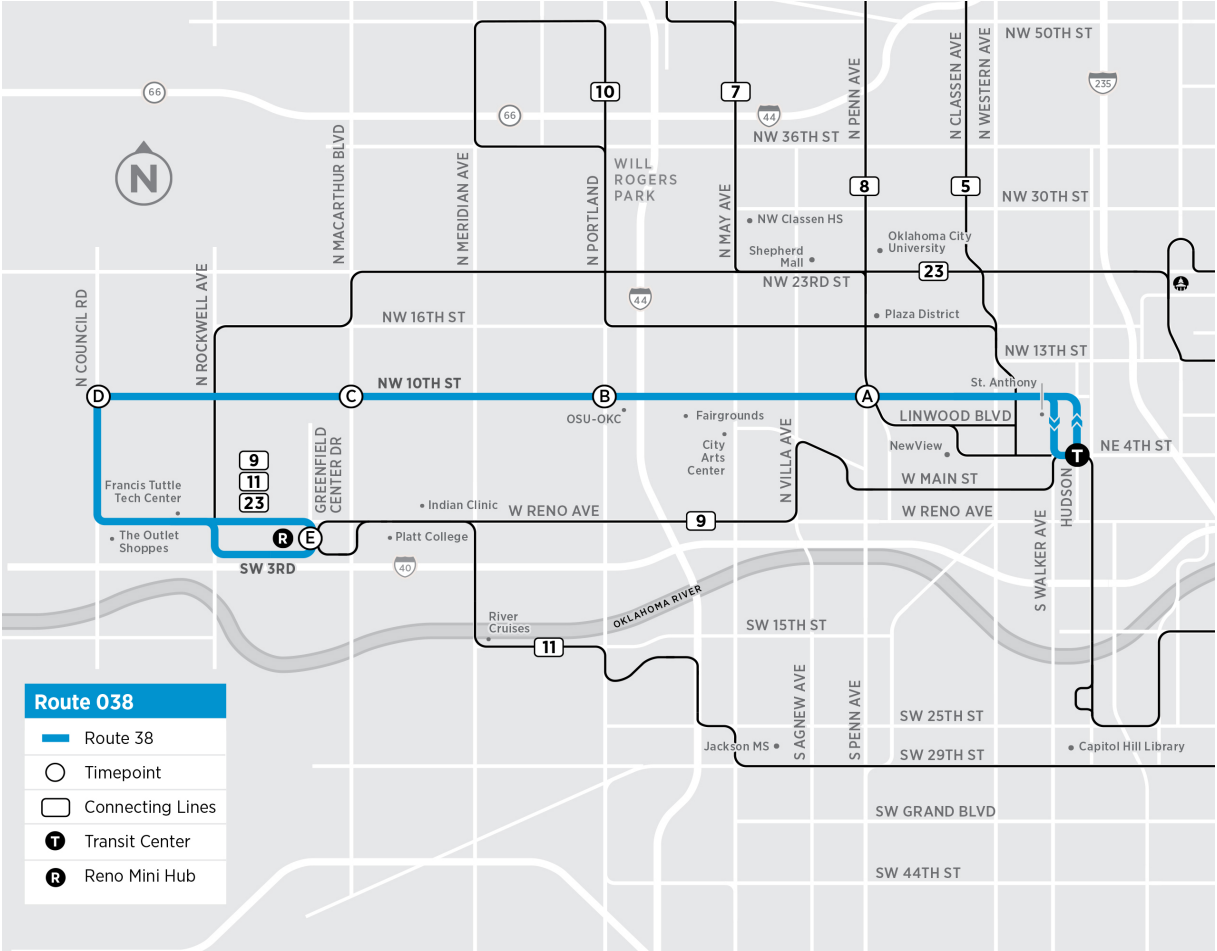 NW 50TH ST
N CLASSEN AVE
N WESTERN AVE
N PENN AVE
235
66
10
7
66
44
NW 36TH ST
N MACARTHUR BLVD
N MERIDIAN AVE
N PORTLAND
WILL
ROGERS
PARK
N MAY AVE
N
8
5
NW 30TH ST
NW Classen HS
Oklahoma City
University
Shepherd
Mall
23
NW 23RD ST
44
N COUNCIL RD
N ROCKWELL AVE
NW 16TH ST
Plaza District
NW 13TH ST
NW 10TH ST
St. Anthony
D
C
B
A
OSU-OKC
Fairgrounds
LINWOOD BLVD
City
Arts
Center
N VILLA AVE
NewView
NE 4TH ST
T
GREENFIELD
CENTER DR
9
11
23
W MAIN ST
HUDSON
Francis Tuttle
Tech Center
Indian Clinic
W RENO AVE
9
W RENO AVE
The Outlet
Shoppes
R
E
Platt College
SW 3RD
40
S WALKER AVE
OKLAHOMA RIVER
River
Cruises
11
SW 15TH ST
S AGNEW AVE
S PENN AVE
SW 25TH ST
Jackson MS
SW 29TH ST
Capitol Hill Library
SW GRAND BLVD
SW 44TH ST
Route 038
Route 38
Timepoint
Connecting Lines
T
Transit Center
R
Reno Mini Hub